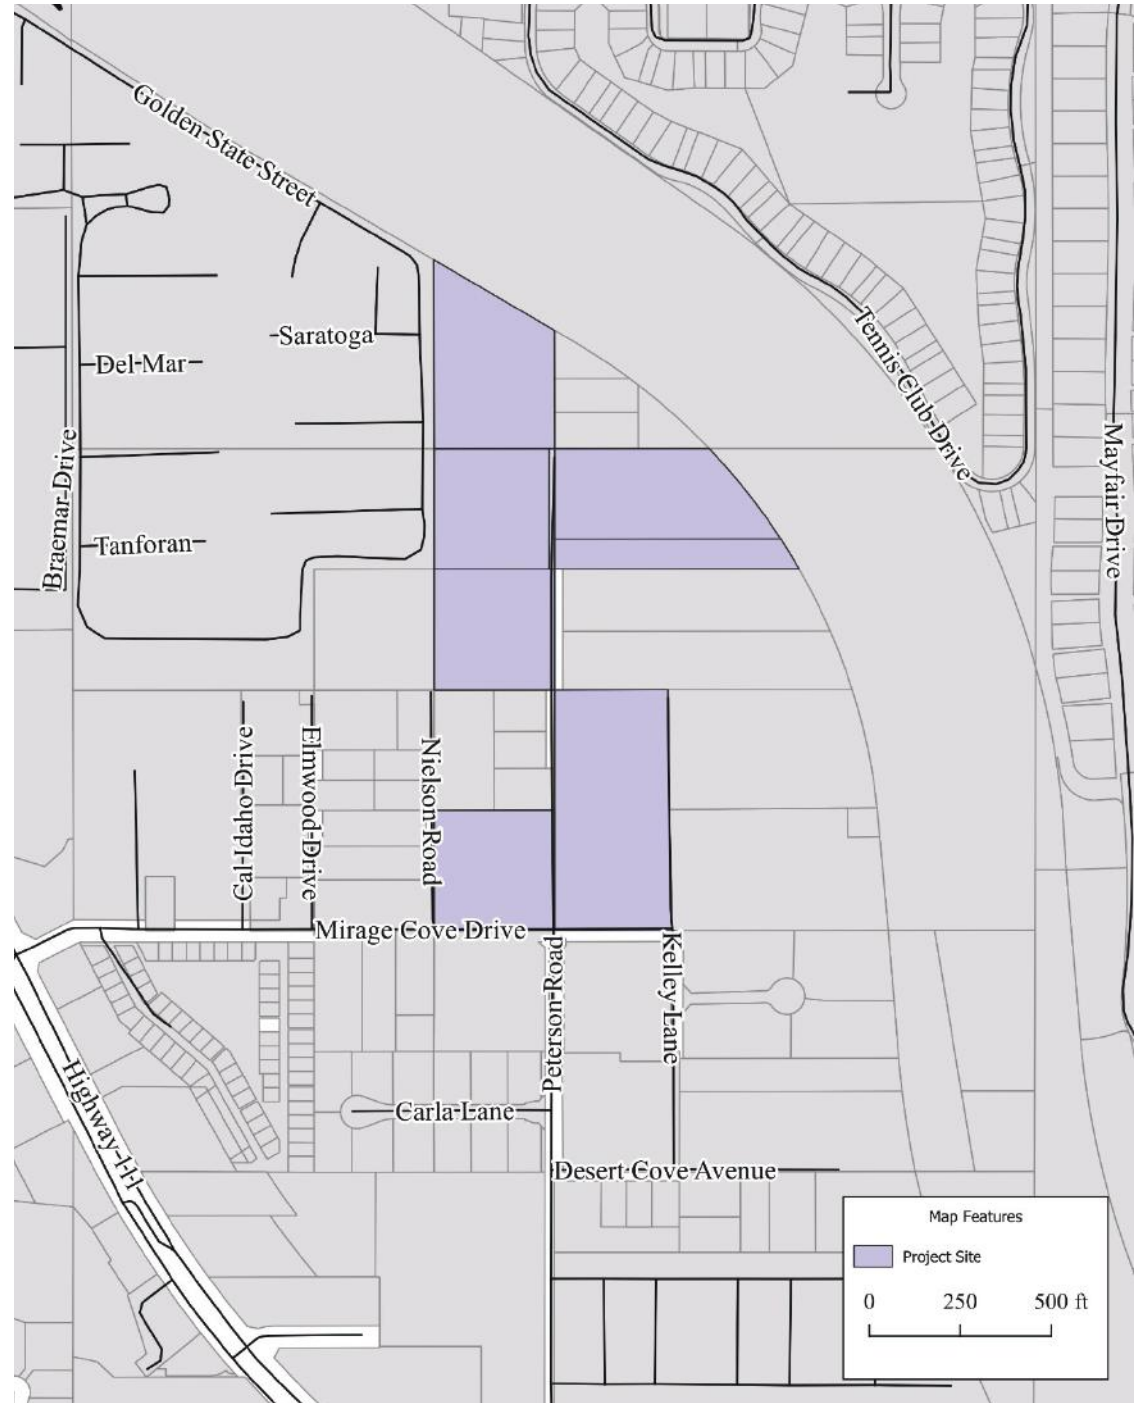 Golden State Street
Saratoga
Del Mar
Tennis Club Drive
Braemar Drive
Mayfair Drive
Tanforan
Cal Idaho Drive
Elmwood Drive
Nielson Road
Mirage Cove Drive
Peterson Road
Kelley Lane
Highway 111
Carla Lane
Desert Cove Avenue
Map Features
Project Site
0 250 500 ft